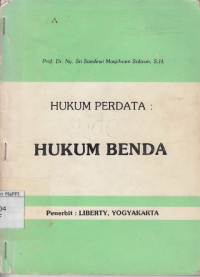 Prof. Dr. Ny. Sri Soedewi Masjchoen Sofwan, S.H.
HUKUM PERDATA :
HUKUM BENDA
Penerbit : LIBERTY, YOGYAKARTA